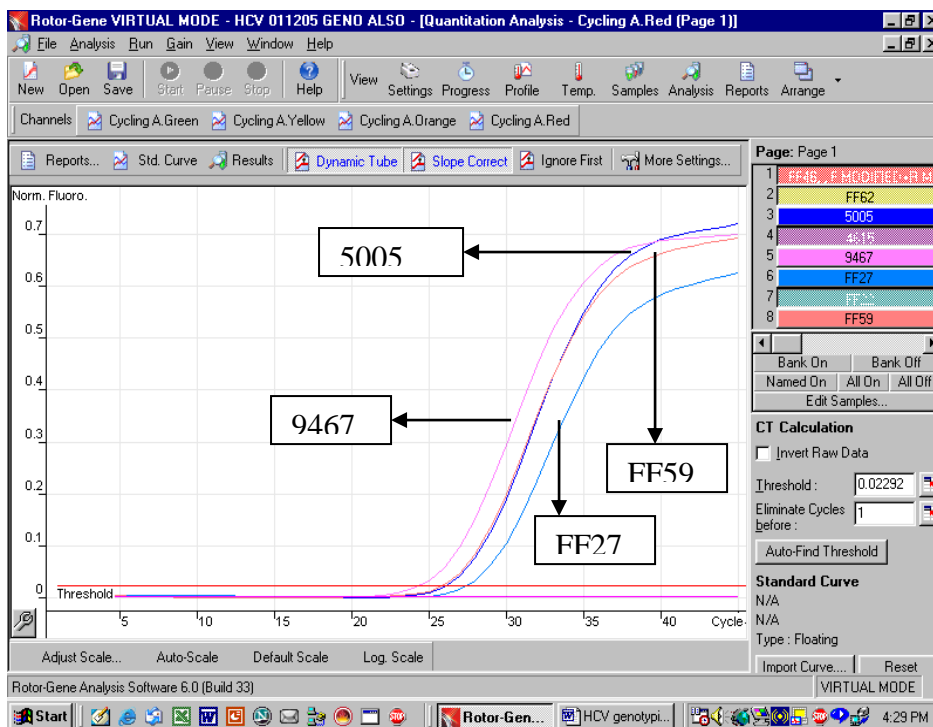 Rotor-Gene VIRTUAL MODE - HCV 011205 GENO ALSO - [Quantitation Analysis - Cycling A.Red (Page 1)]
File Analysis Run Gain View Window Help
New Open Save Start Pause Stop Help View Settings Progress Profile Temp. Samples Analysis Reports Arrange
Channels Cycling A.Green Cycling A.Yellow Cycling A.Orange Cycling A.Red
Reports... Std. Curve Results Dynamic Tube Slope Correct Ignore First More Settings...
Norm. Fluoro.
0.7
0.6
0.5
0.4
0.3
0.2
0.1
0
Threshold
5 10 15 20 25 30 35 40 Cycle
5005
9467
FF59
FF27
Adjust Scale... Auto-Scale Default Scale Log. Scale
Page: Page 1
1
2 FF62
3 5005
4 4615
5 9467
6 FF27
7
8 FF59
Bank On Bank Off
Named On All On All Off
Edit Samples...
CT Calculation
Invert Raw Data
Threshold : 0.02292
Eliminate Cycles before : 1
Auto-Find Threshold
Standard Curve
N/A
N/A
Type : Floating
Import Curve.... Reset
Rotor-Gene Analysis Software 6.0 (Build 33) VIRTUAL MODE
Start Rotor-Gen... HCV genotypi... 4:29 PM